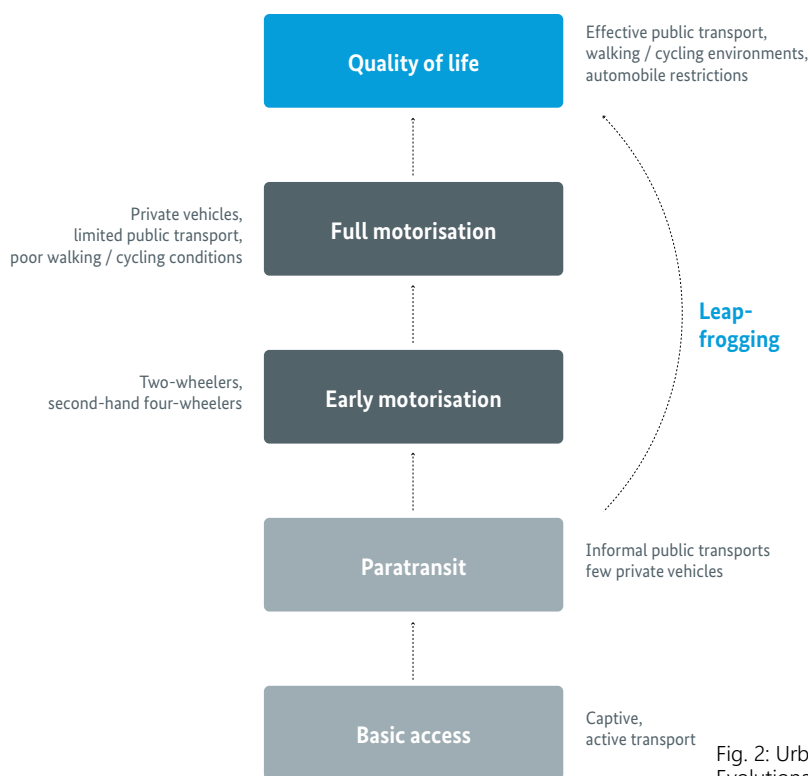 Quality of life
Effective public transport,
walking / cycling environments,
automobile restrictions
Private vehicles,
limited public transport,
poor walking / cycling conditions
Full motorisation
Leap-
frogging
Two-wheelers,
second-hand four-wheelers
Early motorisation
Paratransit
Informal public transports
few private vehicles
Basic access
Captive,
active transport
Fig. 2: Urb